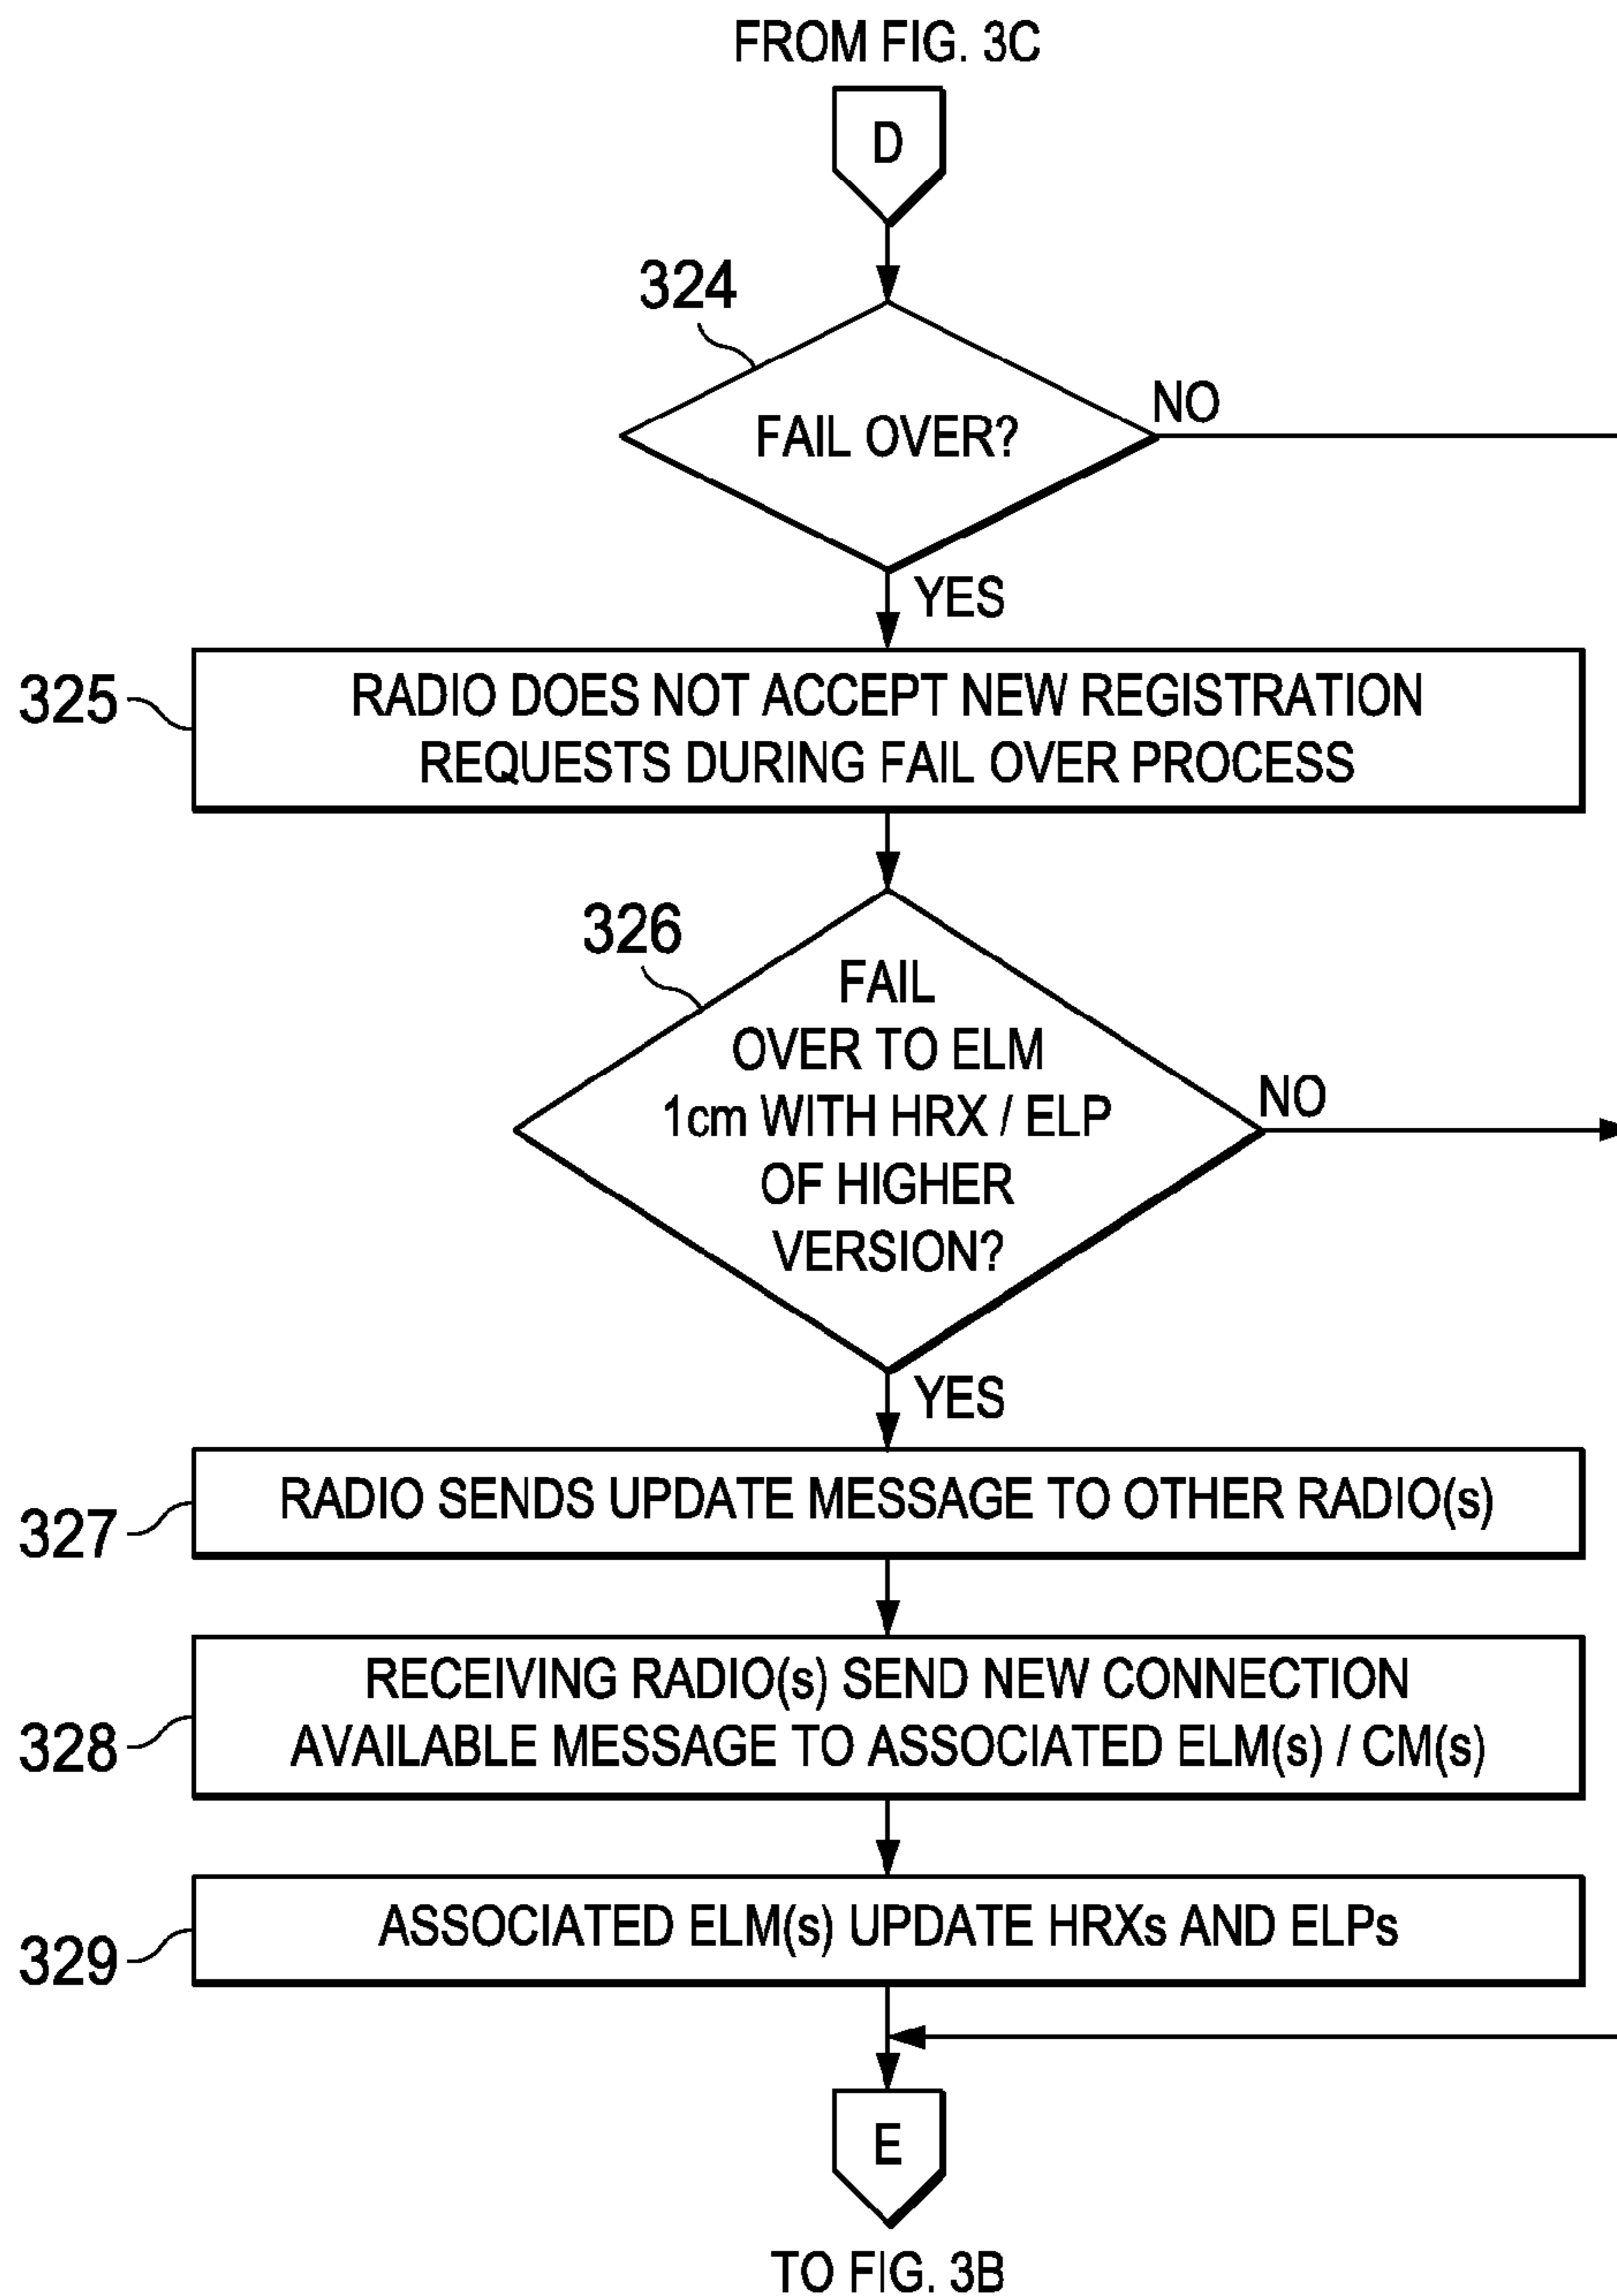 FROM FIG. 3C
D
324
FAIL OVER?
NO
YES
325
RADIO DOES NOT ACCEPT NEW REGISTRATION
REQUESTS DURING FAIL OVER PROCESS
326
FAIL
OVER TO ELM
1cm WITH HRX / ELP
OF HIGHER
VERSION?
NO
YES
327
RADIO SENDS UPDATE MESSAGE TO OTHER RADIO(s)
328
RECEIVING RADIO(s) SEND NEW CONNECTION
AVAILABLE MESSAGE TO ASSOCIATED ELM(s) / CM(s)
329
ASSOCIATED ELM(s) UPDATE HRXs AND ELPs
E
TO FIG. 3B